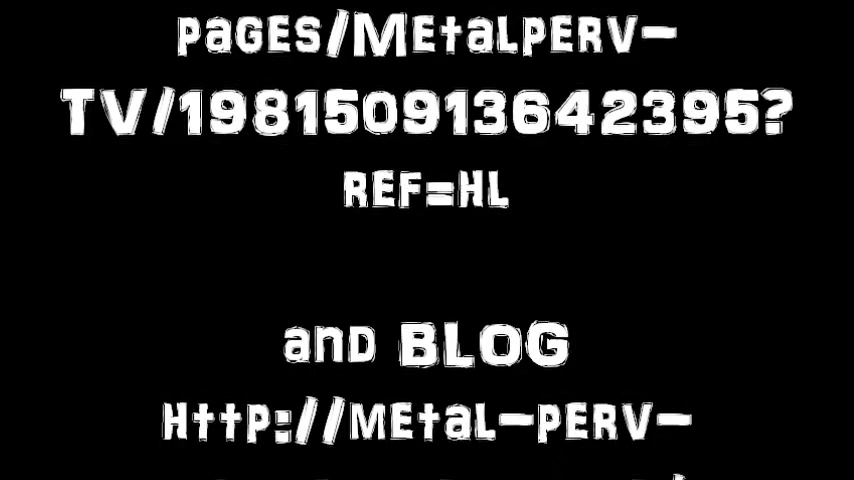 pages/Metalperv-
TV/198150913642395?
ref=hl
and BLOG
http://metal-perv-